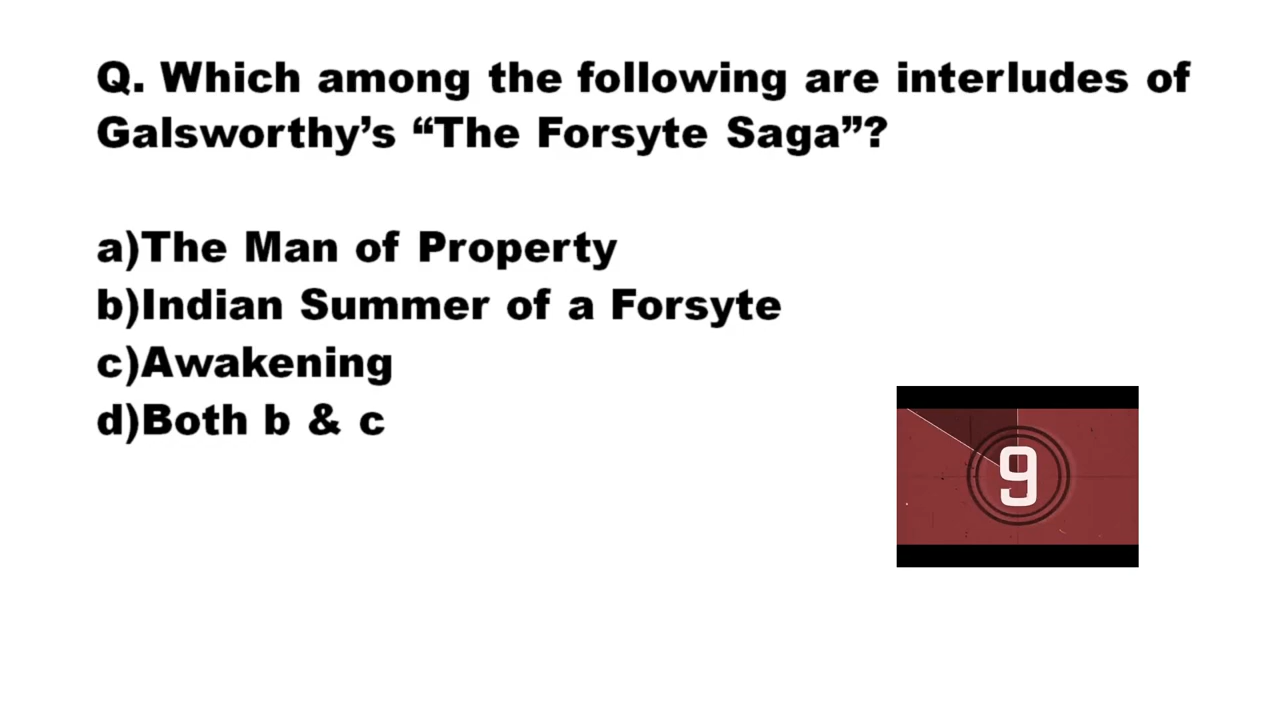 Q. Which among the following are interludes of
Galsworthy’s “The Forsyte Saga”?
a)The Man of Property
b)Indian Summer of a Forsyte
c)Awakening
d)Both b & c
9